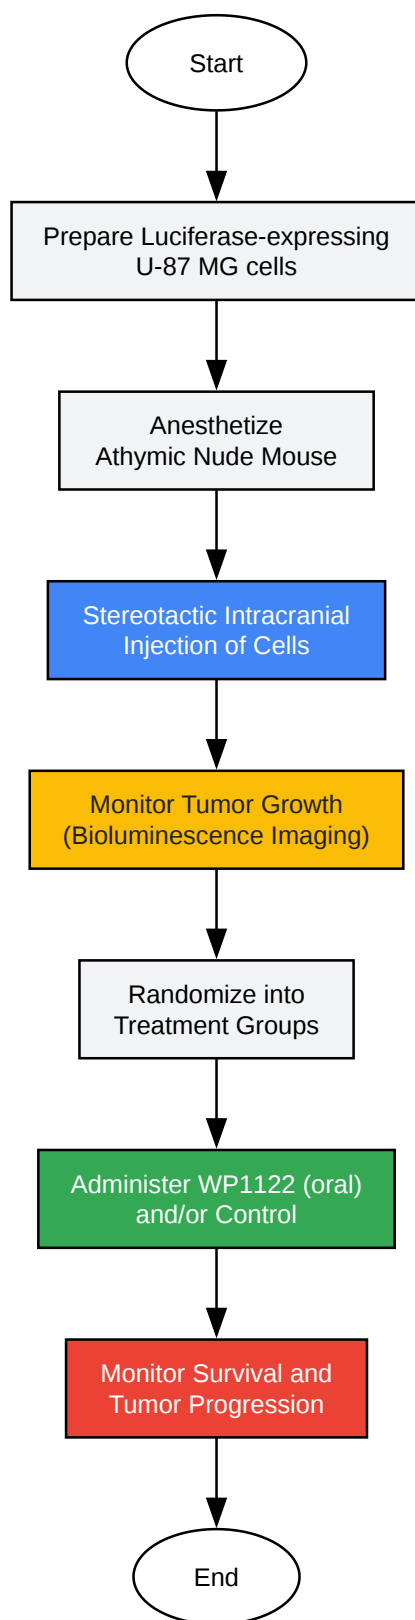 Start
Prepare Luciferase-expressing
U-87 MG cells
Anesthetize
Athymic Nude Mouse
Stereotactic Intracranial
Injection of Cells
Monitor Tumor Growth
(Bioluminescence Imaging)
Randomize into
Treatment Groups
Administer WP1122 (oral)
and/or Control
Monitor Survival and
Tumor Progression
End